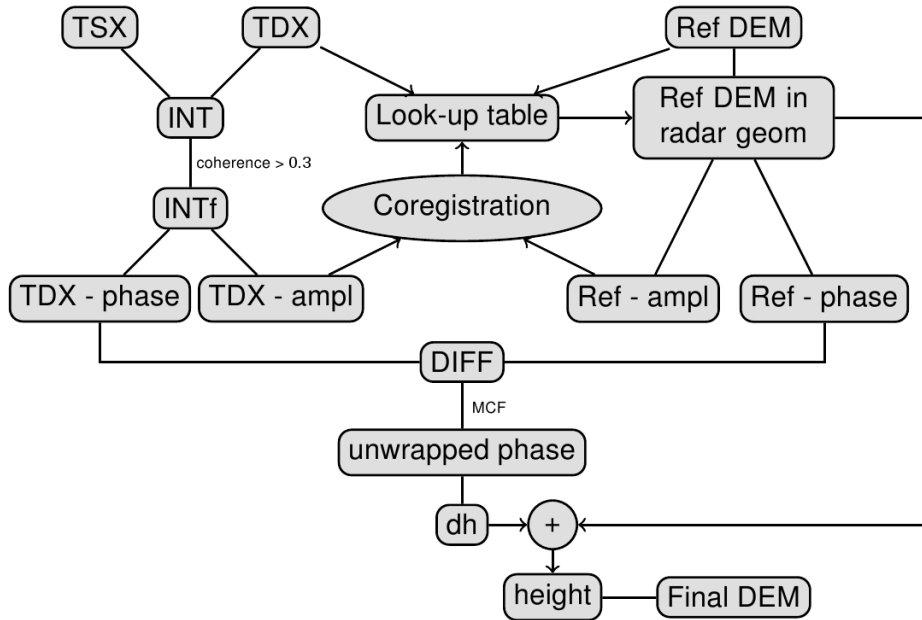 TSX
TDX
Ref DEM
INT
Look-up table
Ref DEM in
radar geom
coherence > 0.3
INTf
Coregistration
TDX - phase
TDX - ampl
Ref - ampl
Ref - phase
DIFF
MCF
unwrapped phase
dh
+
height
Final DEM